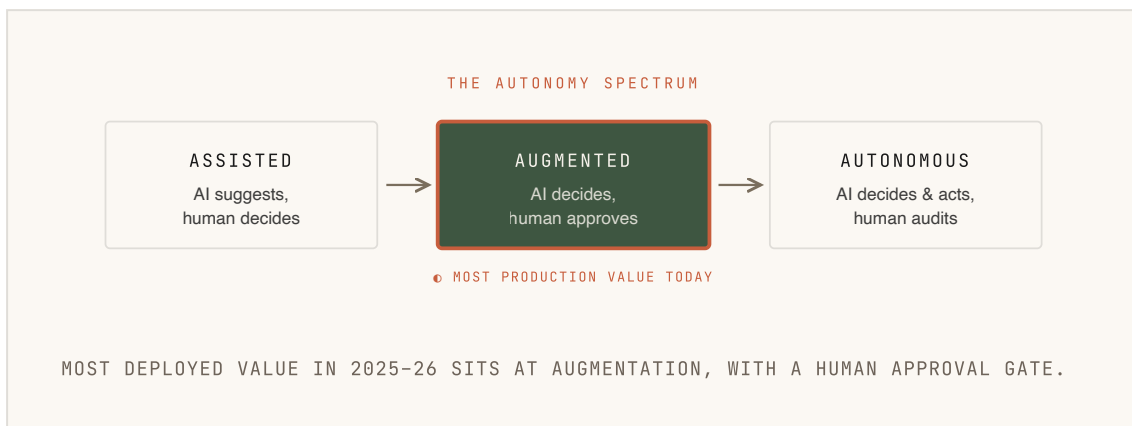 THE AUTONOMY SPECTRUM
ASSISTED
AI suggests,
human decides
AUGMENTED
AI decides,
human approves
AUTONOMOUS
AI decides & acts,
human audits
◐ MOST PRODUCTION VALUE TODAY
MOST DEPLOYED VALUE IN 2025–26 SITS AT AUGMENTATION, WITH A HUMAN APPROVAL GATE.